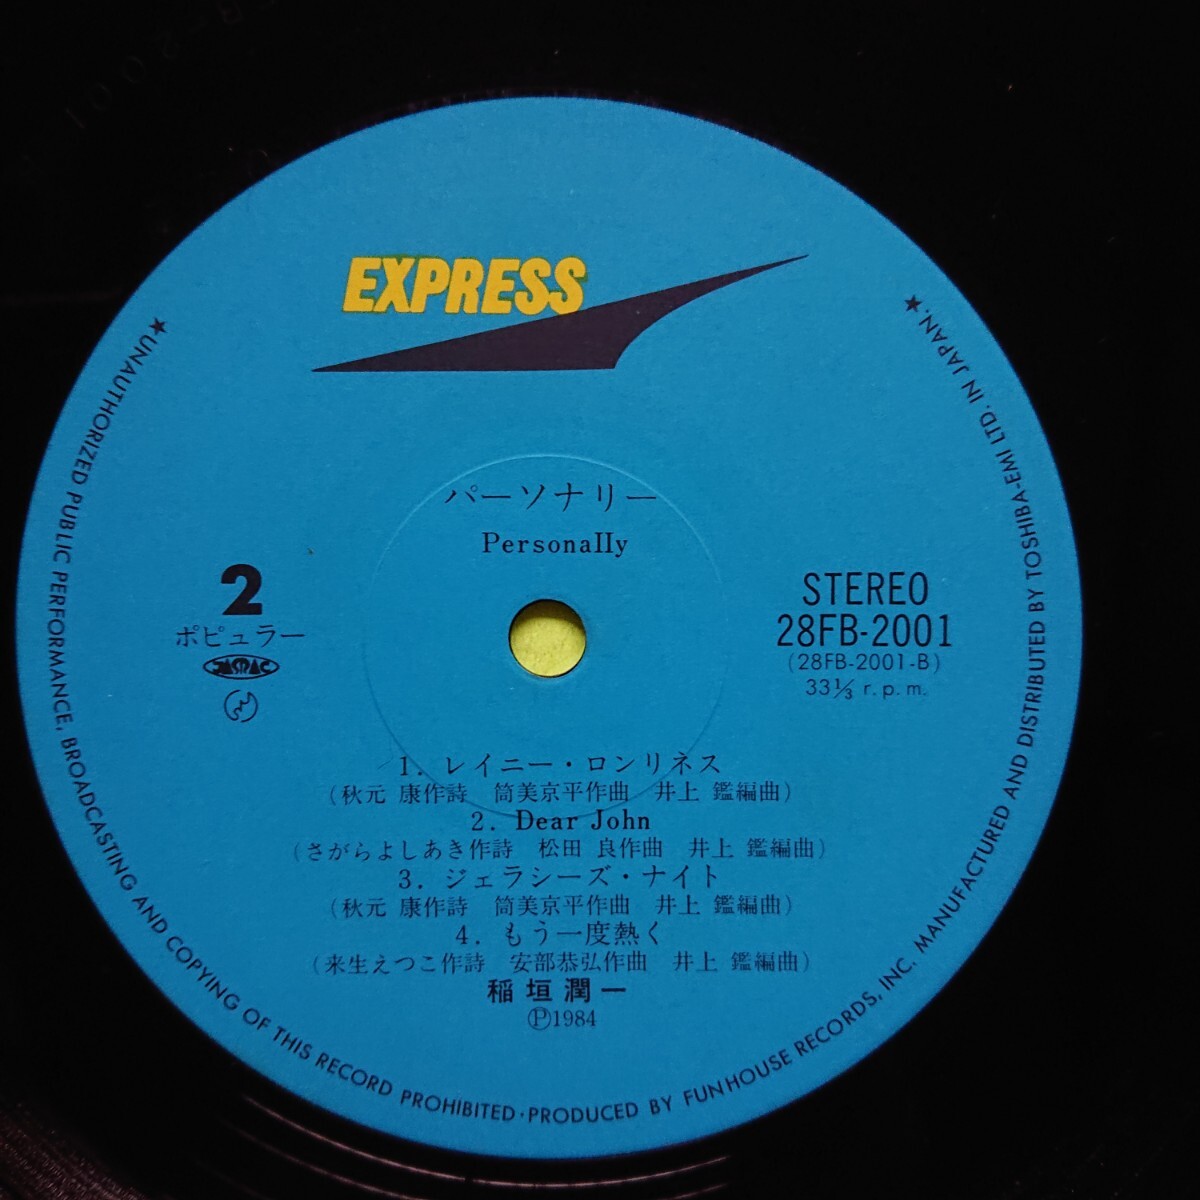 EXPRESS
パーソナリー
Personally
2
ポピュラー
JASRAC
STEREO
28FB-2001
(28FB-2001-B)
33⅓ r.p.m.
1. レイニー・ロンリネス
(秋元 康作詩 筒美京平作曲 井上 鑑編曲)
2. Dear John
(さがらよしあき作詩 松田 良作曲 井上 鑑編曲)
3. ジェラシーズ・ナイト
(秋元 康作詩 筒美京平作曲 井上 鑑編曲)
4. もう一度熱く
(来生えつこ作詩 安部恭弘作曲 井上 鑑編曲)
稲垣潤一
Ⓟ1984
★UNAUTHORIZED PUBLIC PERFORMANCE, BROADCASTING AND COPYING OF THIS RECORD PROHIBITED·PRODUCED BY FUN HOUSE RECORDS, INC. MANUFACTURED AND DISTRIBUTED BY TOSHIBA-EMI LTD. IN JAPAN.★